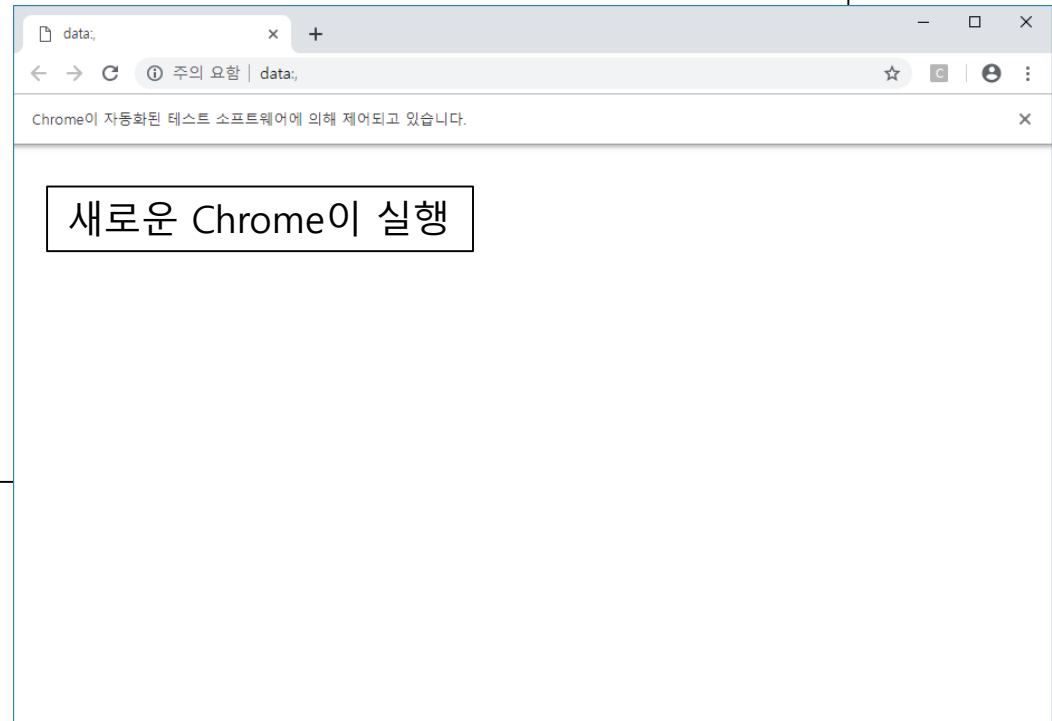 data:,
주의 요함 | data:,
C
Chrome이 자동화된 테스트 소프트웨어에 의해 제어되고 있습니다.
새로운 Chrome이 실행